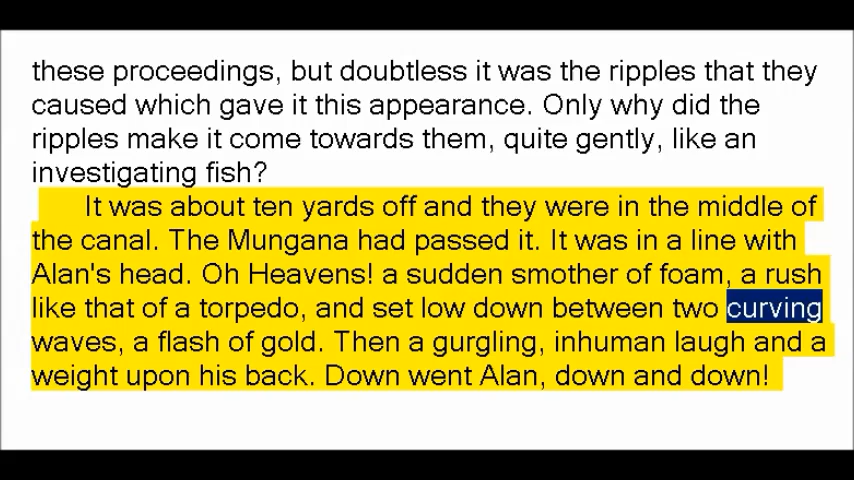 these proceedings, but doubtless it was the ripples that they
caused which gave it this appearance. Only why did the
ripples make it come towards them, quite gently, like an
investigating fish?
It was about ten yards off and they were in the middle of
the canal. The Mungana had passed it. It was in a line with
Alan's head. Oh Heavens! a sudden smother of foam, a rush
like that of a torpedo, and set low down between two curving
waves, a flash of gold. Then a gurgling, inhuman laugh and a
weight upon his back. Down went Alan, down and down!